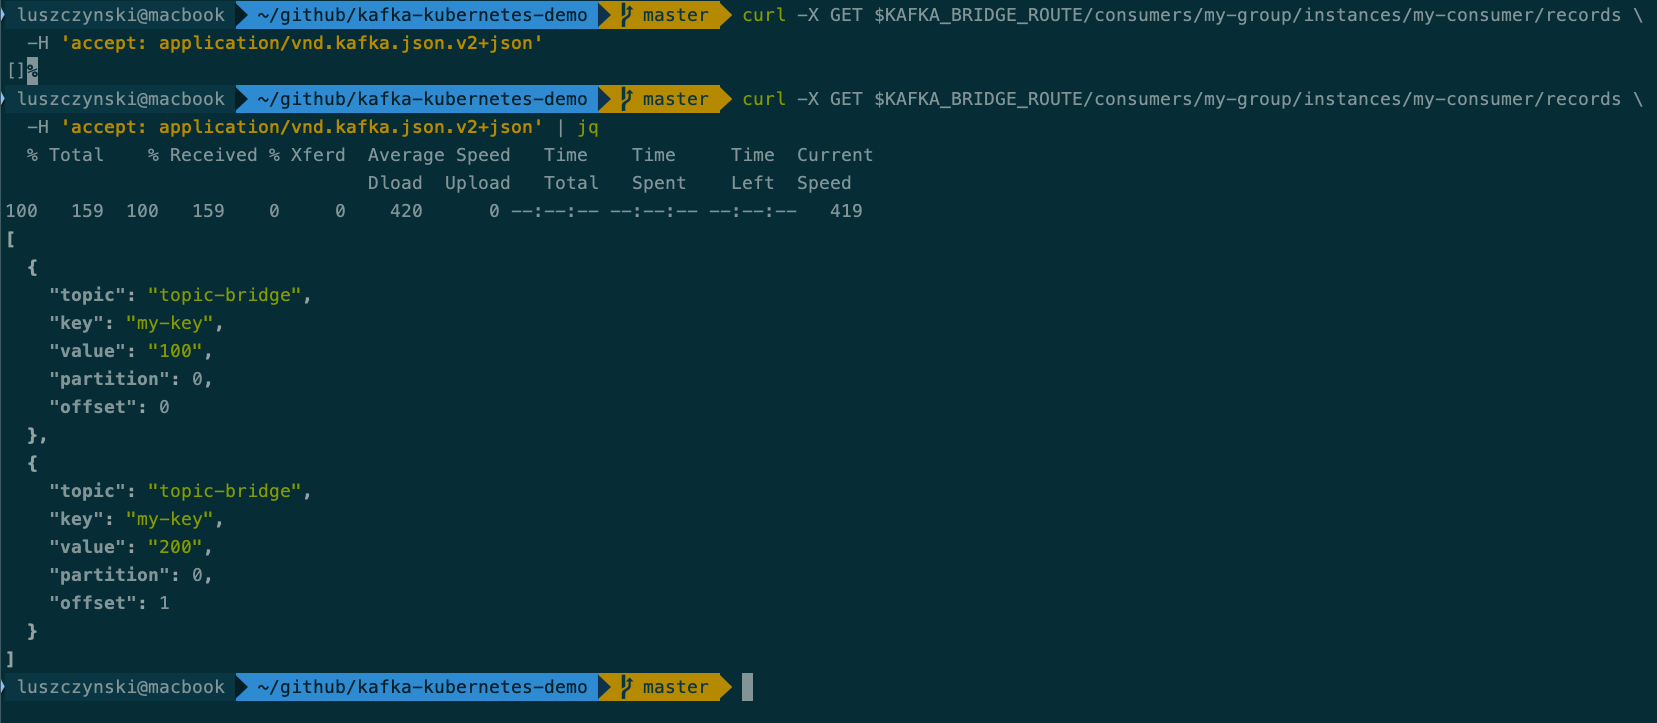 luszczynski@macbook ~/github/kafka-kubernetes-demo master curl -X GET $KAFKA_BRIDGE_ROUTE/consumers/my-group/instances/my-consumer/records \
-H 'accept: application/vnd.kafka.json.v2+json'
[]%
luszczynski@macbook ~/github/kafka-kubernetes-demo master curl -X GET $KAFKA_BRIDGE_ROUTE/consumers/my-group/instances/my-consumer/records \
-H 'accept: application/vnd.kafka.json.v2+json' | jq
% Total % Received % Xferd Average Speed Time Time Time Current
Dload Upload Total Spent Left Speed
100 159 100 159 0 0 420 0 --:--:-- --:--:-- --:--:-- 419
[
{
"topic": "topic-bridge",
"key": "my-key",
"value": "100",
"partition": 0,
"offset": 0
},
{
"topic": "topic-bridge",
"key": "my-key",
"value": "200",
"partition": 0,
"offset": 1
}
]
luszczynski@macbook ~/github/kafka-kubernetes-demo master